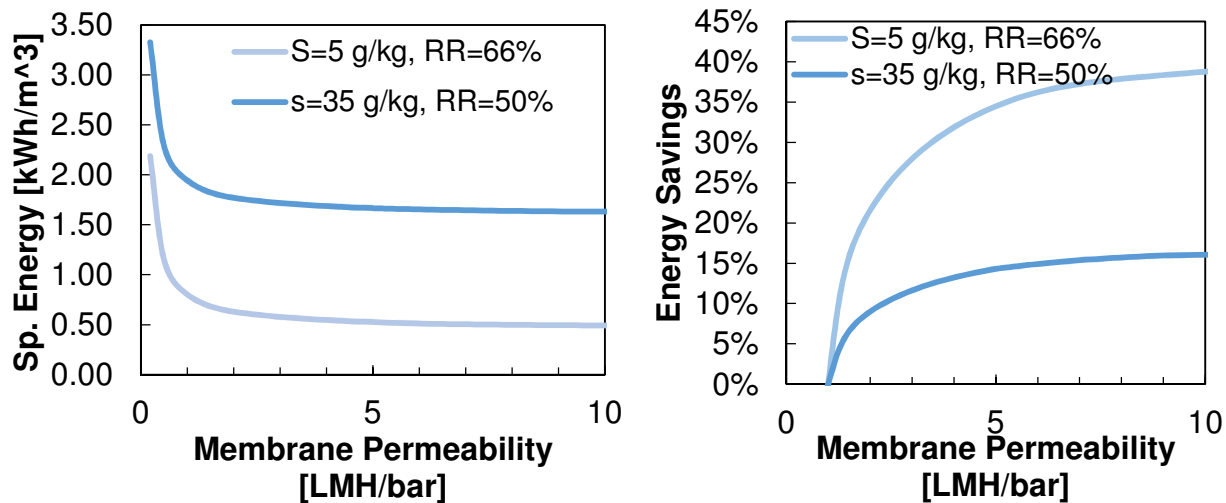 Sp. Energy [kWh/m^3]
3.50
3.00
2.50
2.00
1.50
1.00
0.50
0.00
S=5 g/kg, RR=66%
s=35 g/kg, RR=50%
0
5
10
Membrane Permeability
[LMH/bar]
Energy Savings
45%
40%
35%
30%
25%
20%
15%
10%
5%
0%
S=5 g/kg, RR=66%
s=35 g/kg, RR=50%
0
5
10
Membrane Permeability
[LMH/bar]